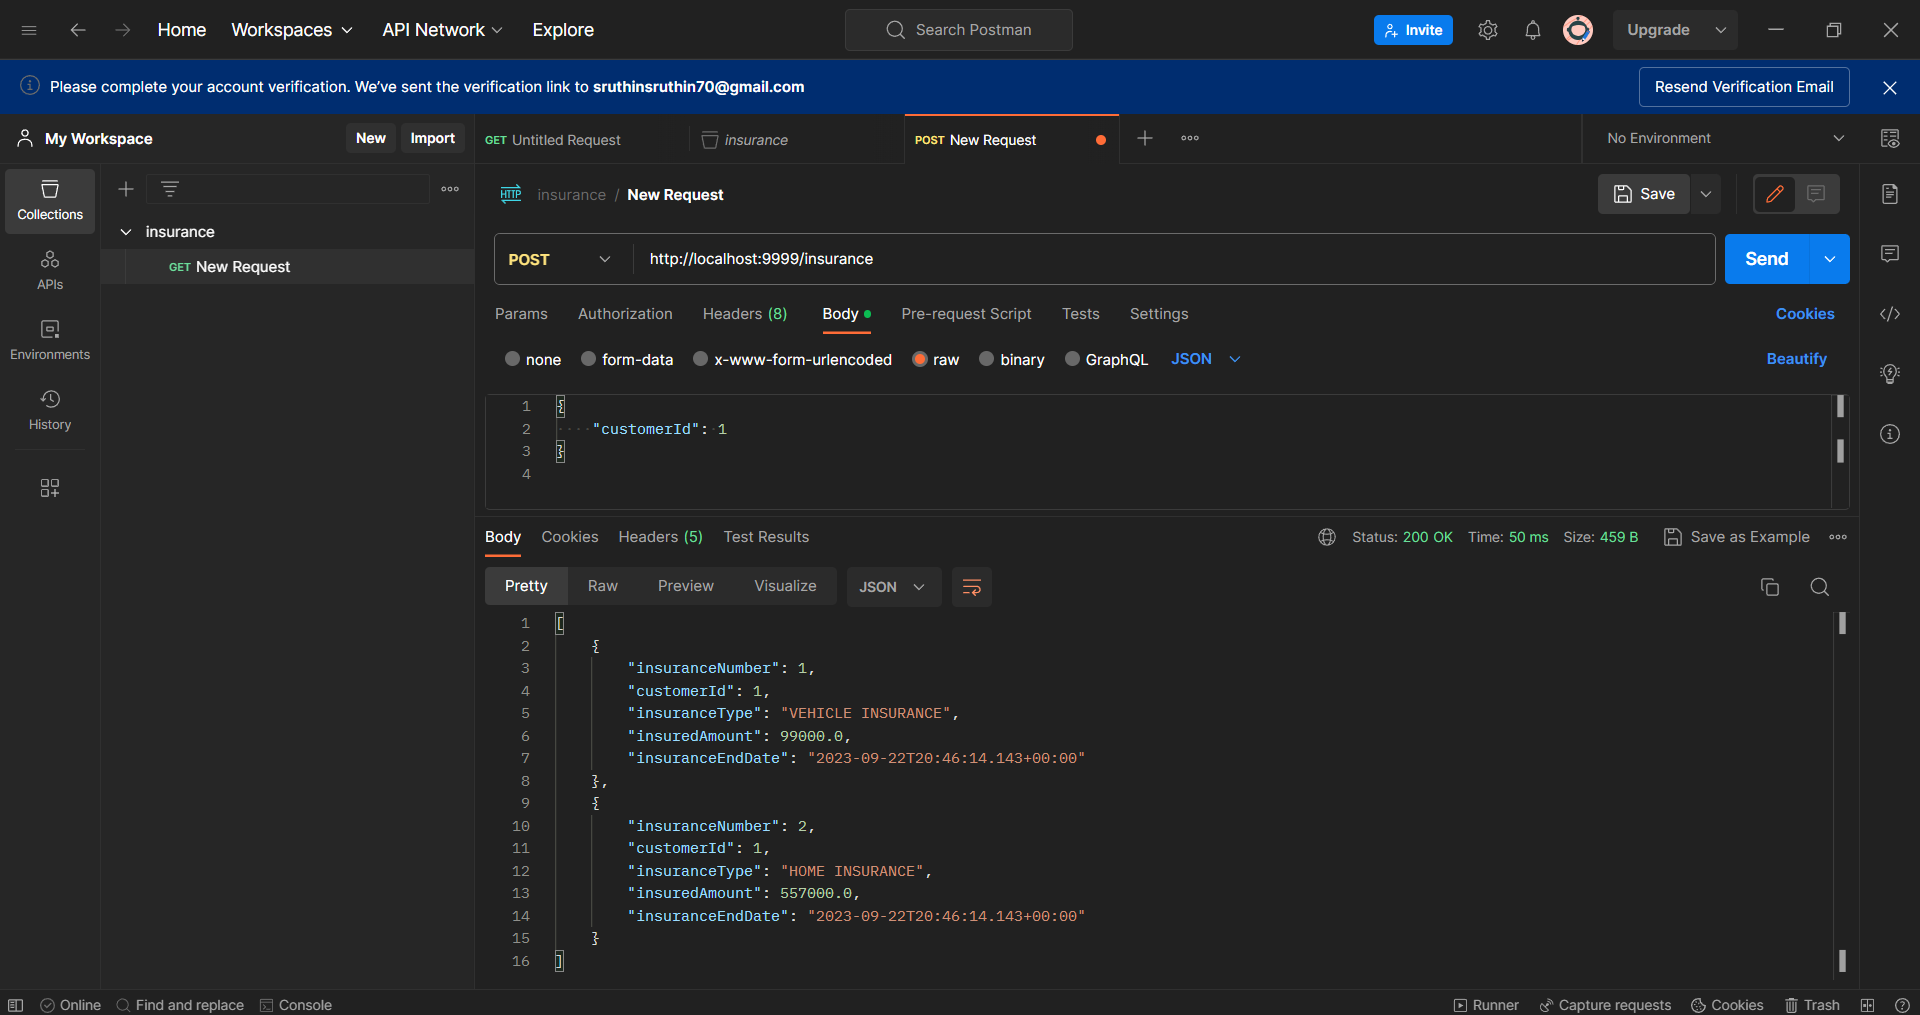 Home Workspaces API Network Explore Search Postman Invite Upgrade
Please complete your account verification. We've sent the verification link to sruthinsruthin70@gmail.com Resend Verification Email
My Workspace New Import GET Untitled Request insurance POST New Request No Environment
Collections
APIs
Environments
History
insurance
GET New Request
HTTP insurance / New Request Save
POST http://localhost:9999/insurance Send
Params Authorization Headers (8) Body Pre-request Script Tests Settings Cookies
none form-data x-www-form-urlencoded raw binary GraphQL JSON Beautify
1 {
2 "customerId": 1
3 }
4
Body Cookies Headers (5) Test Results Status: 200 OK Time: 50 ms Size: 459 B Save as Example
Pretty Raw Preview Visualize JSON
1 [
2 {
3 "insuranceNumber": 1,
4 "customerId": 1,
5 "insuranceType": "VEHICLE INSURANCE",
6 "insuredAmount": 99000.0,
7 "insuranceEndDate": "2023-09-22T20:46:14.143+00:00"
8 },
9 {
10 "insuranceNumber": 2,
11 "customerId": 1,
12 "insuranceType": "HOME INSURANCE",
13 "insuredAmount": 557000.0,
14 "insuranceEndDate": "2023-09-22T20:46:14.143+00:00"
15 }
16 ]
Online Find and replace Console Runner Capture requests Cookies Trash